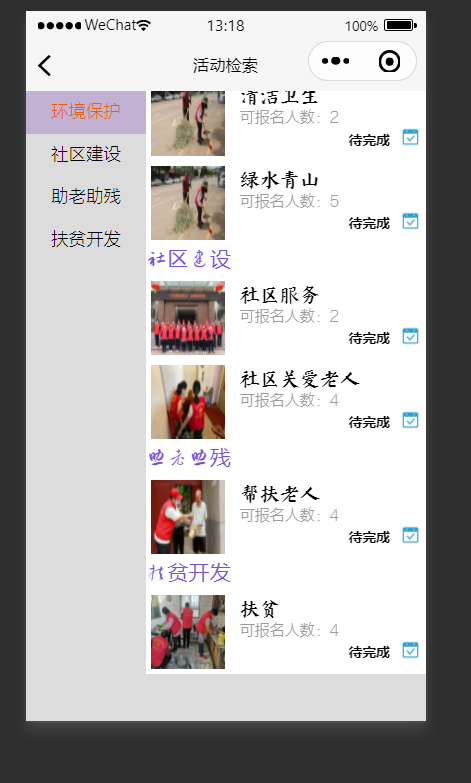 WeChat 13:18 100%
活动检索
环境保护
社区建设
助老助残
扶贫开发
清洁卫生
可报名人数：2
待完成
绿水青山
可报名人数：5
待完成
社区建设
社区服务
可报名人数：2
待完成
社区关爱老人
可报名人数：4
待完成
助老助残
帮扶老人
可报名人数：4
待完成
扶贫开发
扶贫
可报名人数：4
待完成